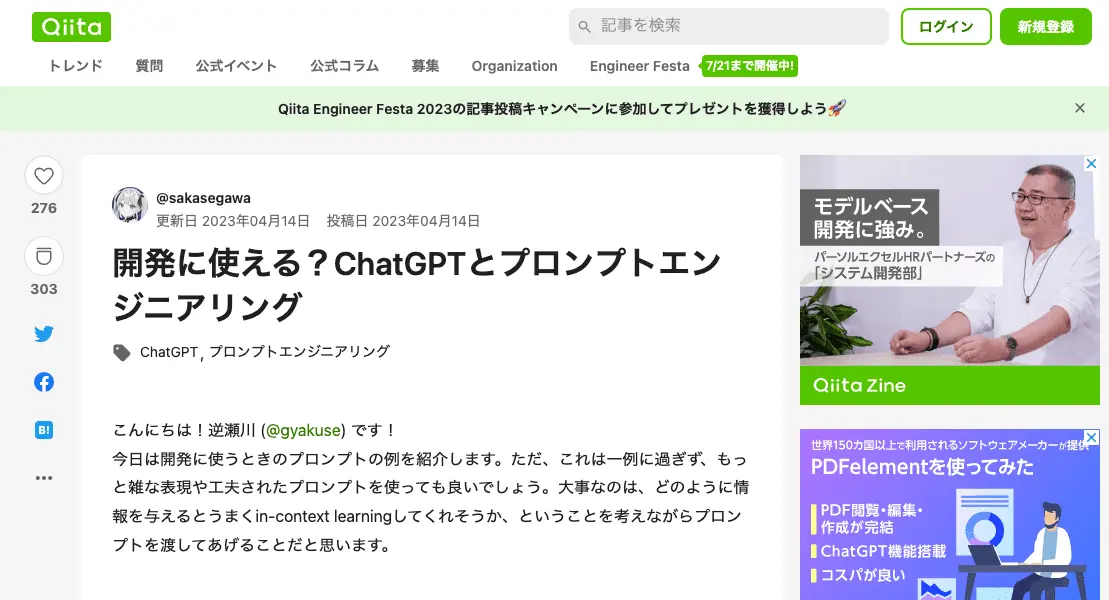 Qiita
記事を検索
ログイン
新規登録
トレンド 質問 公式イベント 公式コラム 募集 Organization Engineer Festa 7/21まで開催中!
Qiita Engineer Festa 2023の記事投稿キャンペーンに参加してプレゼントを獲得しよう🚀
276
303
B!
@sakasegawa
更新日 2023年04月14日 投稿日 2023年04月14日
開発に使える？ChatGPTとプロンプトエン
ジニアリング
ChatGPT, プロンプトエンジニアリング
こんにちは！逆瀬川 (@gyakuse) です！
今日は開発に使うときのプロンプトの例を紹介します。ただ、これは一例に過ぎず、もっ
と雑な表現や工夫されたプロンプトを使っても良いでしょう。大事なのは、どのように情
報を与えるとうまくin-context learningしてくれそうか、ということを考えながらプロン
プトを渡してあげることだと思います。
モデルベース
開発に強み。
パーソルエクセルHRパートナーズの
「システム開発部」
Qiita Zine
世界150カ国以上で利用されるソフトウェアメーカーが提供
PDFelementを使ってみた
PDF閲覧・編集・
作成が完結
ChatGPT機能搭載
コスパが良い